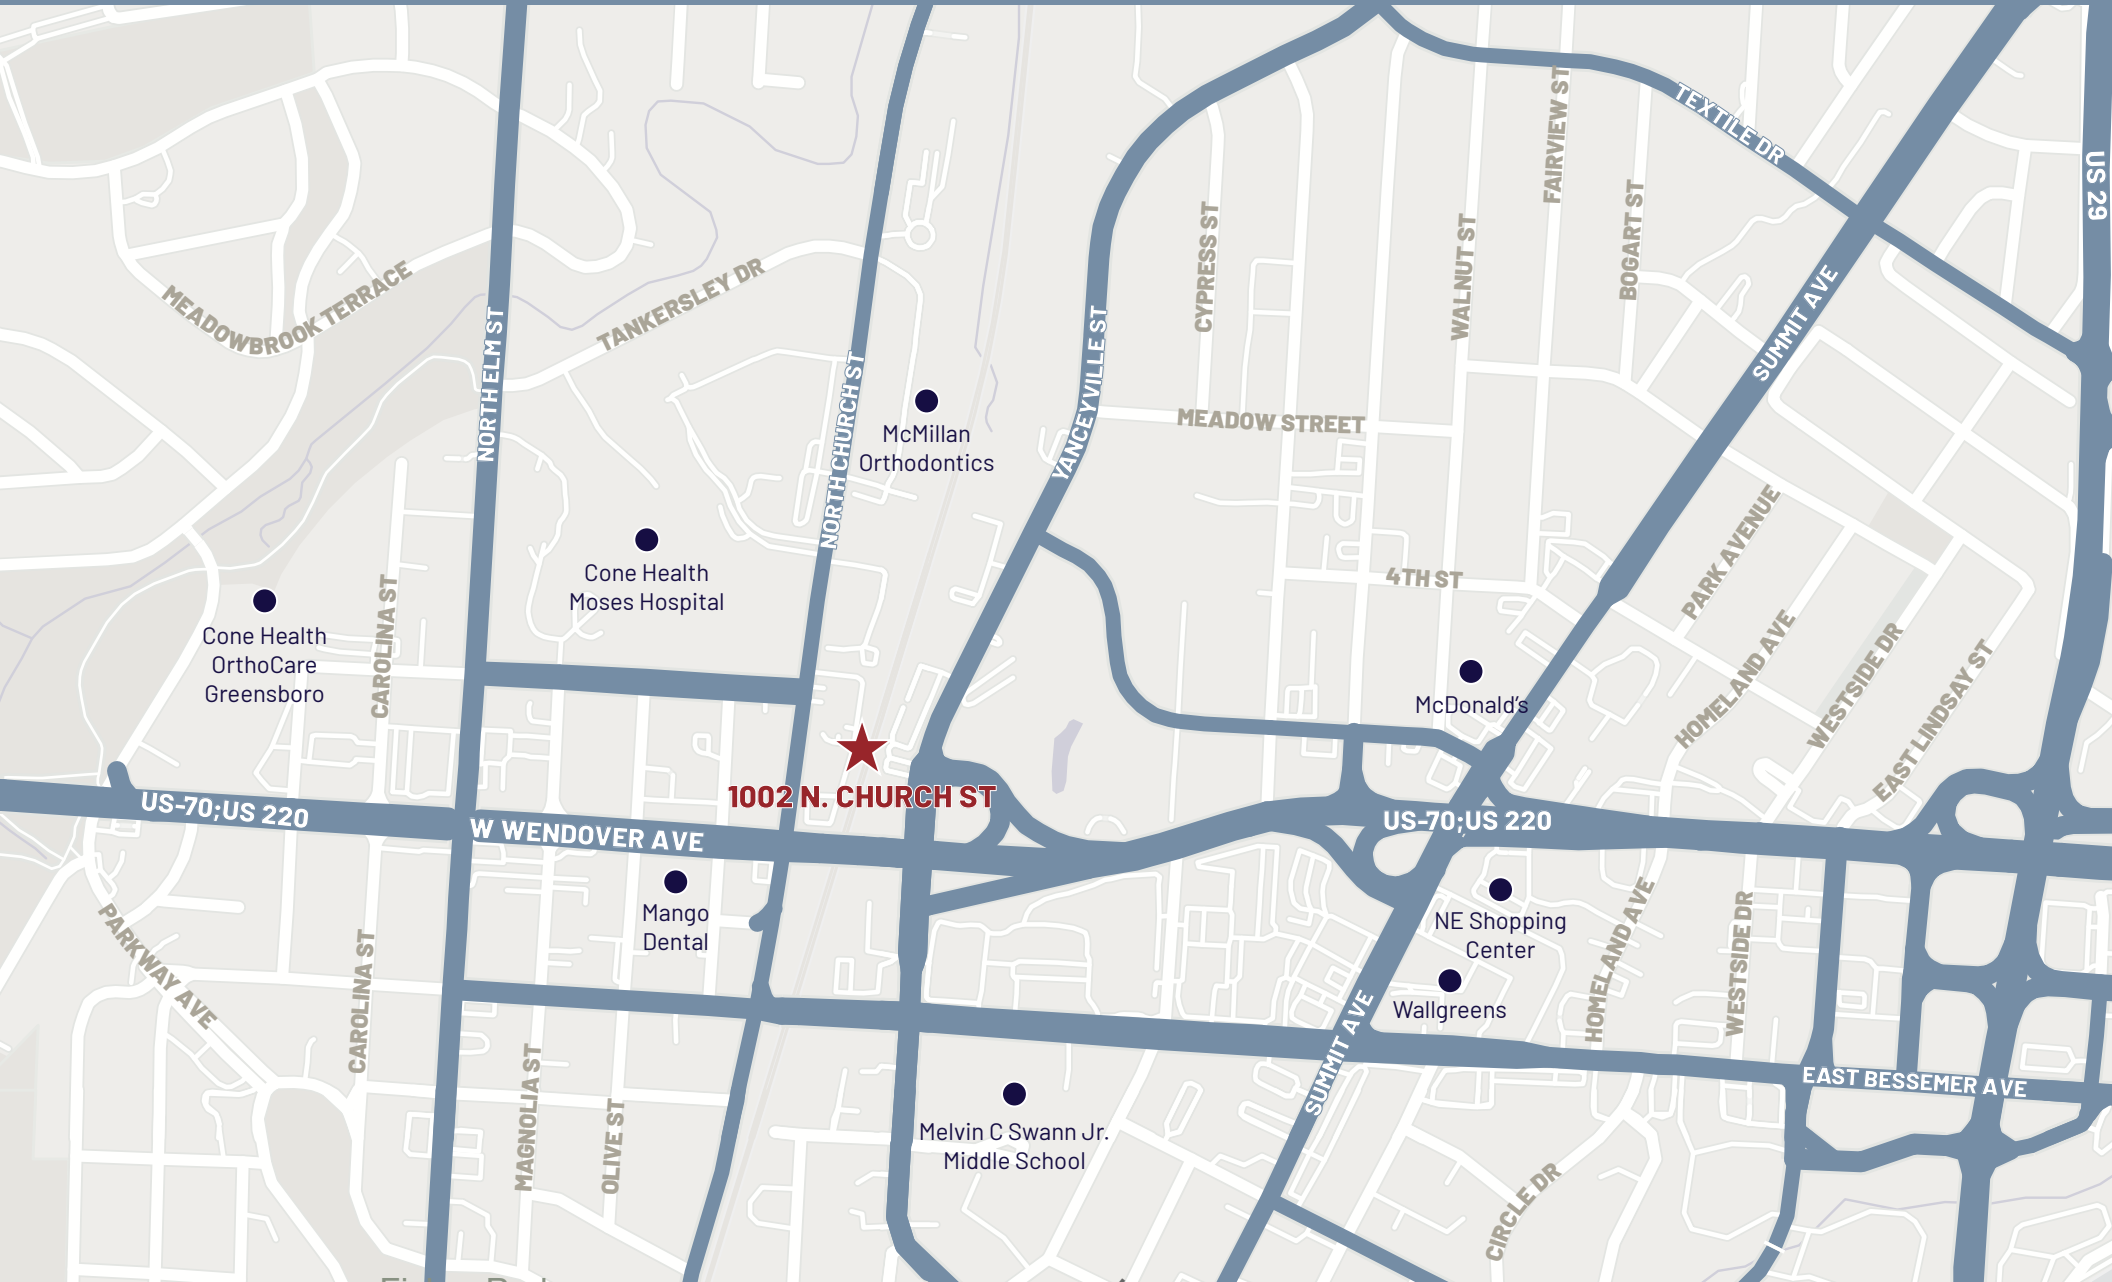 TEXTILE DR
FAIRVIEW ST
US 29
BOGART ST
CYPRESS ST
WALNUT ST
MEADOWBROOK TERRACE
TANKERSLEY DR
SUMMIT AVE
NORTH ELM ST
YANCEYVILLE ST
NORTH CHURCH ST
McMillan
Orthodontics
MEADOW STREET
PARK AVENUE
Cone Health
Moses Hospital
4TH ST
Cone Health
OrthoCare
Greensboro
CAROLINA ST
HOMELAND AVE
WESTSIDE DR
EAST LINDSAY ST
McDonald's
1002 N. CHURCH ST
US-70;US 220
W WENDOVER AVE
US-70;US 220
Mango
Dental
NE Shopping
Center
Wallgreens
PARKWAY AVE
CAROLINA ST
HOMELAND AVE
WESTSIDE DR
SUMMIT AVE
EAST BESSEMER AVE
MAGNOLIA ST
OLIVE ST
Melvin C Swann Jr.
Middle School
CIRCLE DR